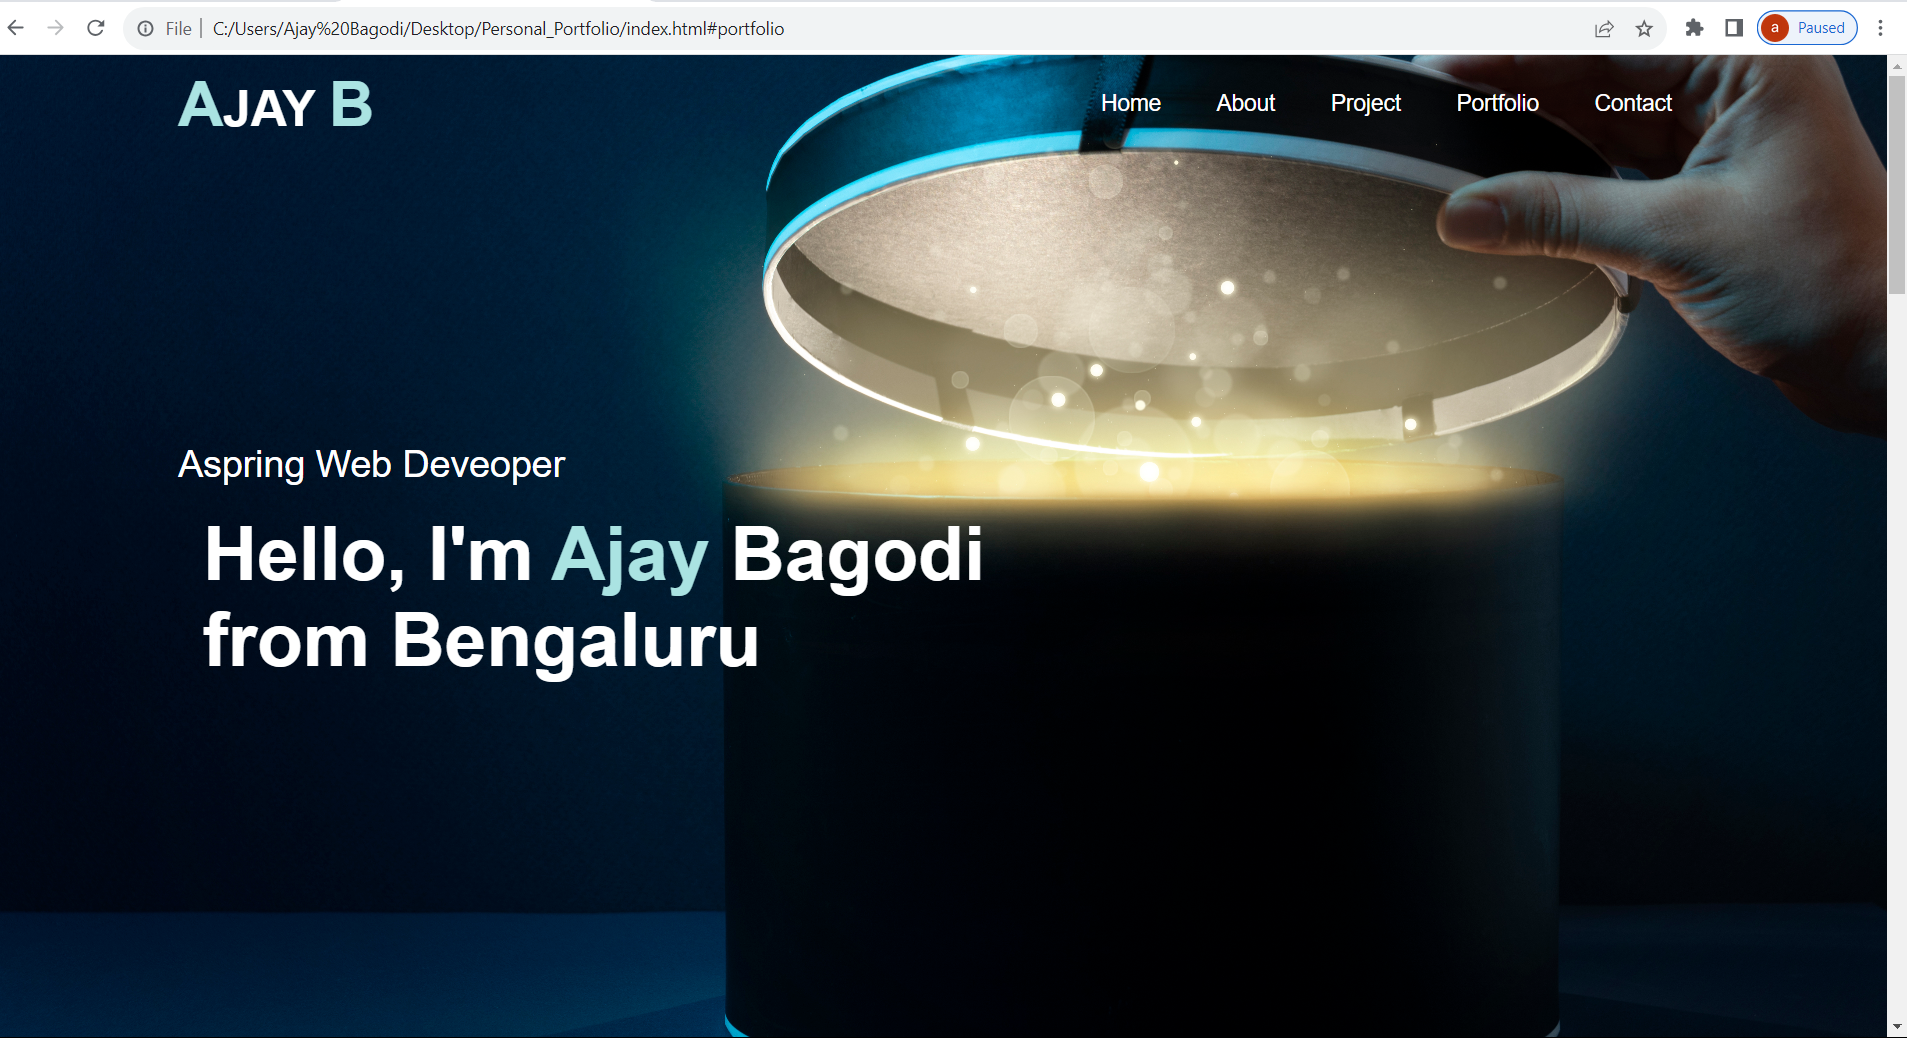 File | C:/Users/Ajay%20Bagodi/Desktop/Personal_Portfolio/index.html#portfolio
a Paused
AJAY B
Home About Project Portfolio Contact
Aspring Web Deveoper
Hello, I'm Ajay Bagodi
from Bengaluru